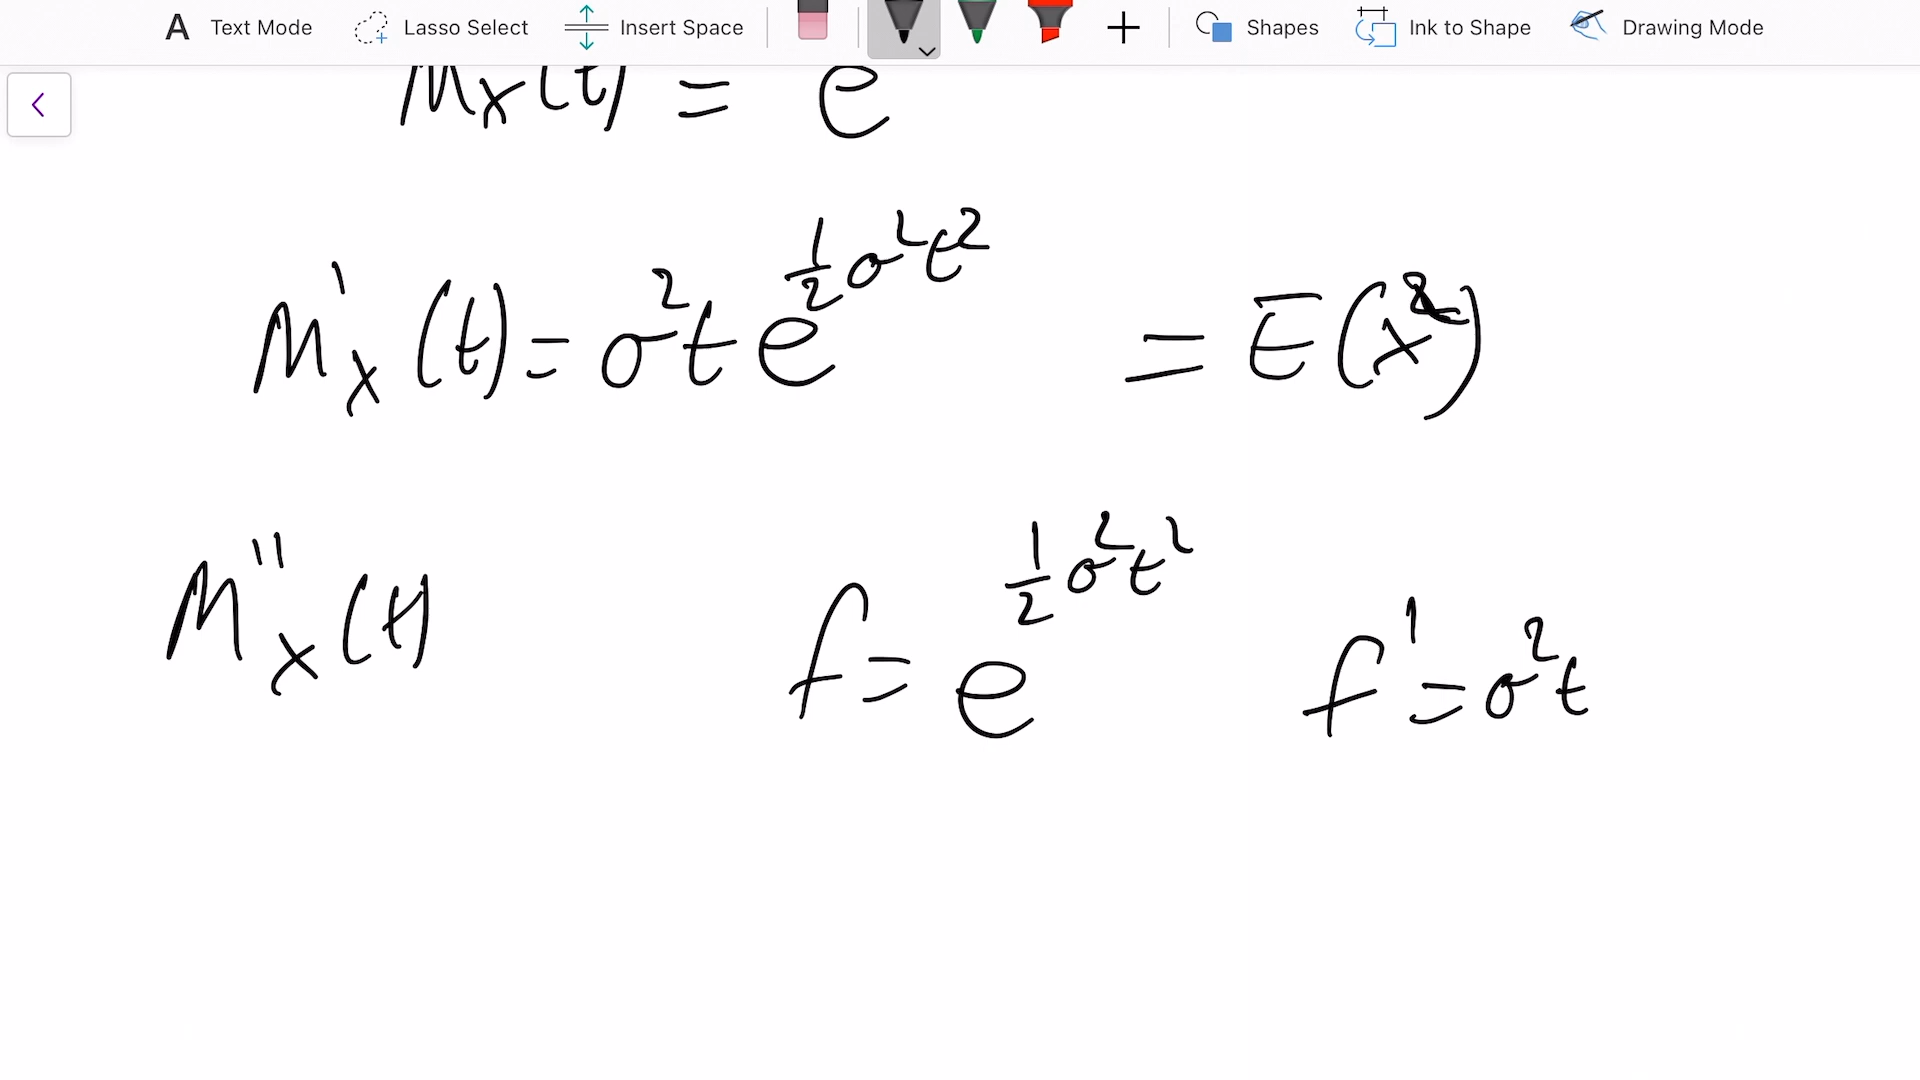 Text Mode Lasso Select Insert Space Shapes Ink to Shape Drawing Mode
Mx(t) = e
M'x(t) = σ²t e^½σ²t² = E(x)
M''x(t) f = e^½σ²t² f' = σ²t